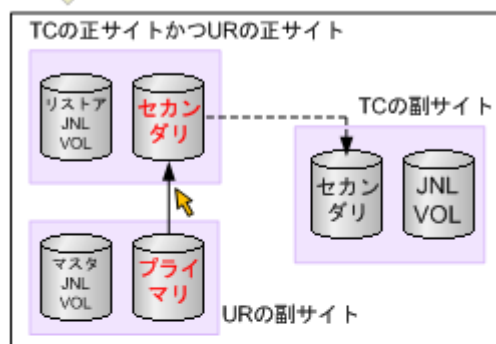 TCの正サイトかつURの正サイト
リストア
JNL
VOL
セカン
ダリ
TCの副サイト
セカン
ダリ
JNL
VOL
マスタ
JNL
VOL
プライ
マリ
URの副サイト